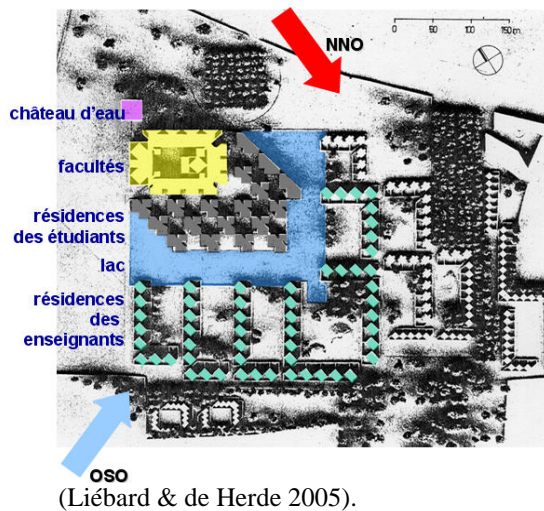 NNO
0 50 100 150 m.
château d'eau
facultés
résidences
des étudiants
lac
résidences
des
enseignants
OSO
(Liébard & de Herde 2005).